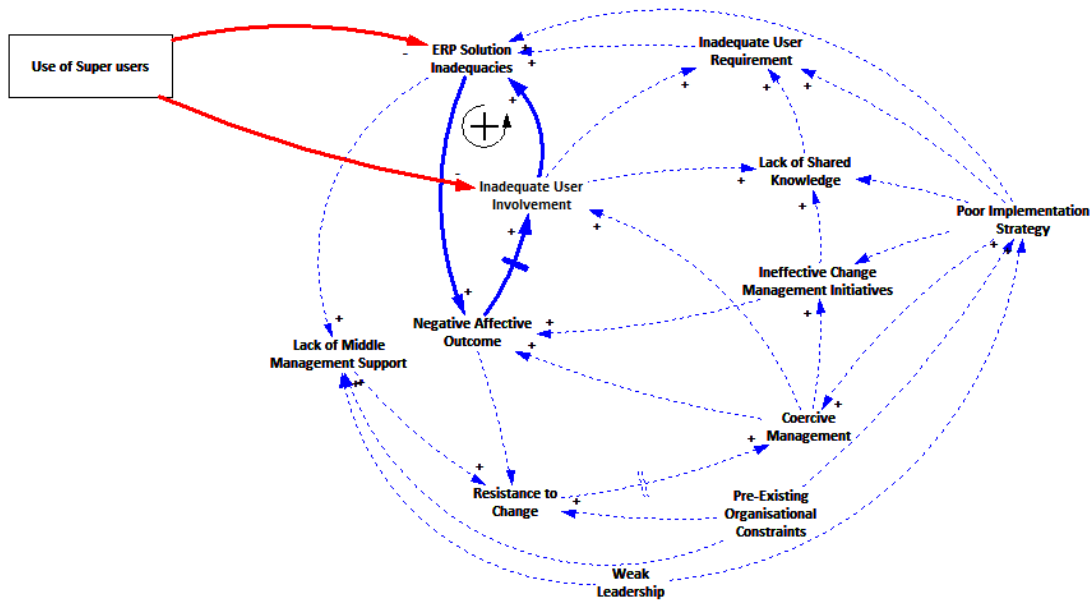 Use of Super users
ERP Solution
Inadequacies
Inadequate User
Requirement
Inadequate User
Involvement
Lack of Shared
Knowledge
Poor Implementation
Strategy
Ineffective Change
Management Initiatives
Negative Affective
Outcome
Lack of Middle
Management Support
Coercive
Management
Resistance to
Change
Pre-Existing
Organisational
Constraints
Weak
Leadership